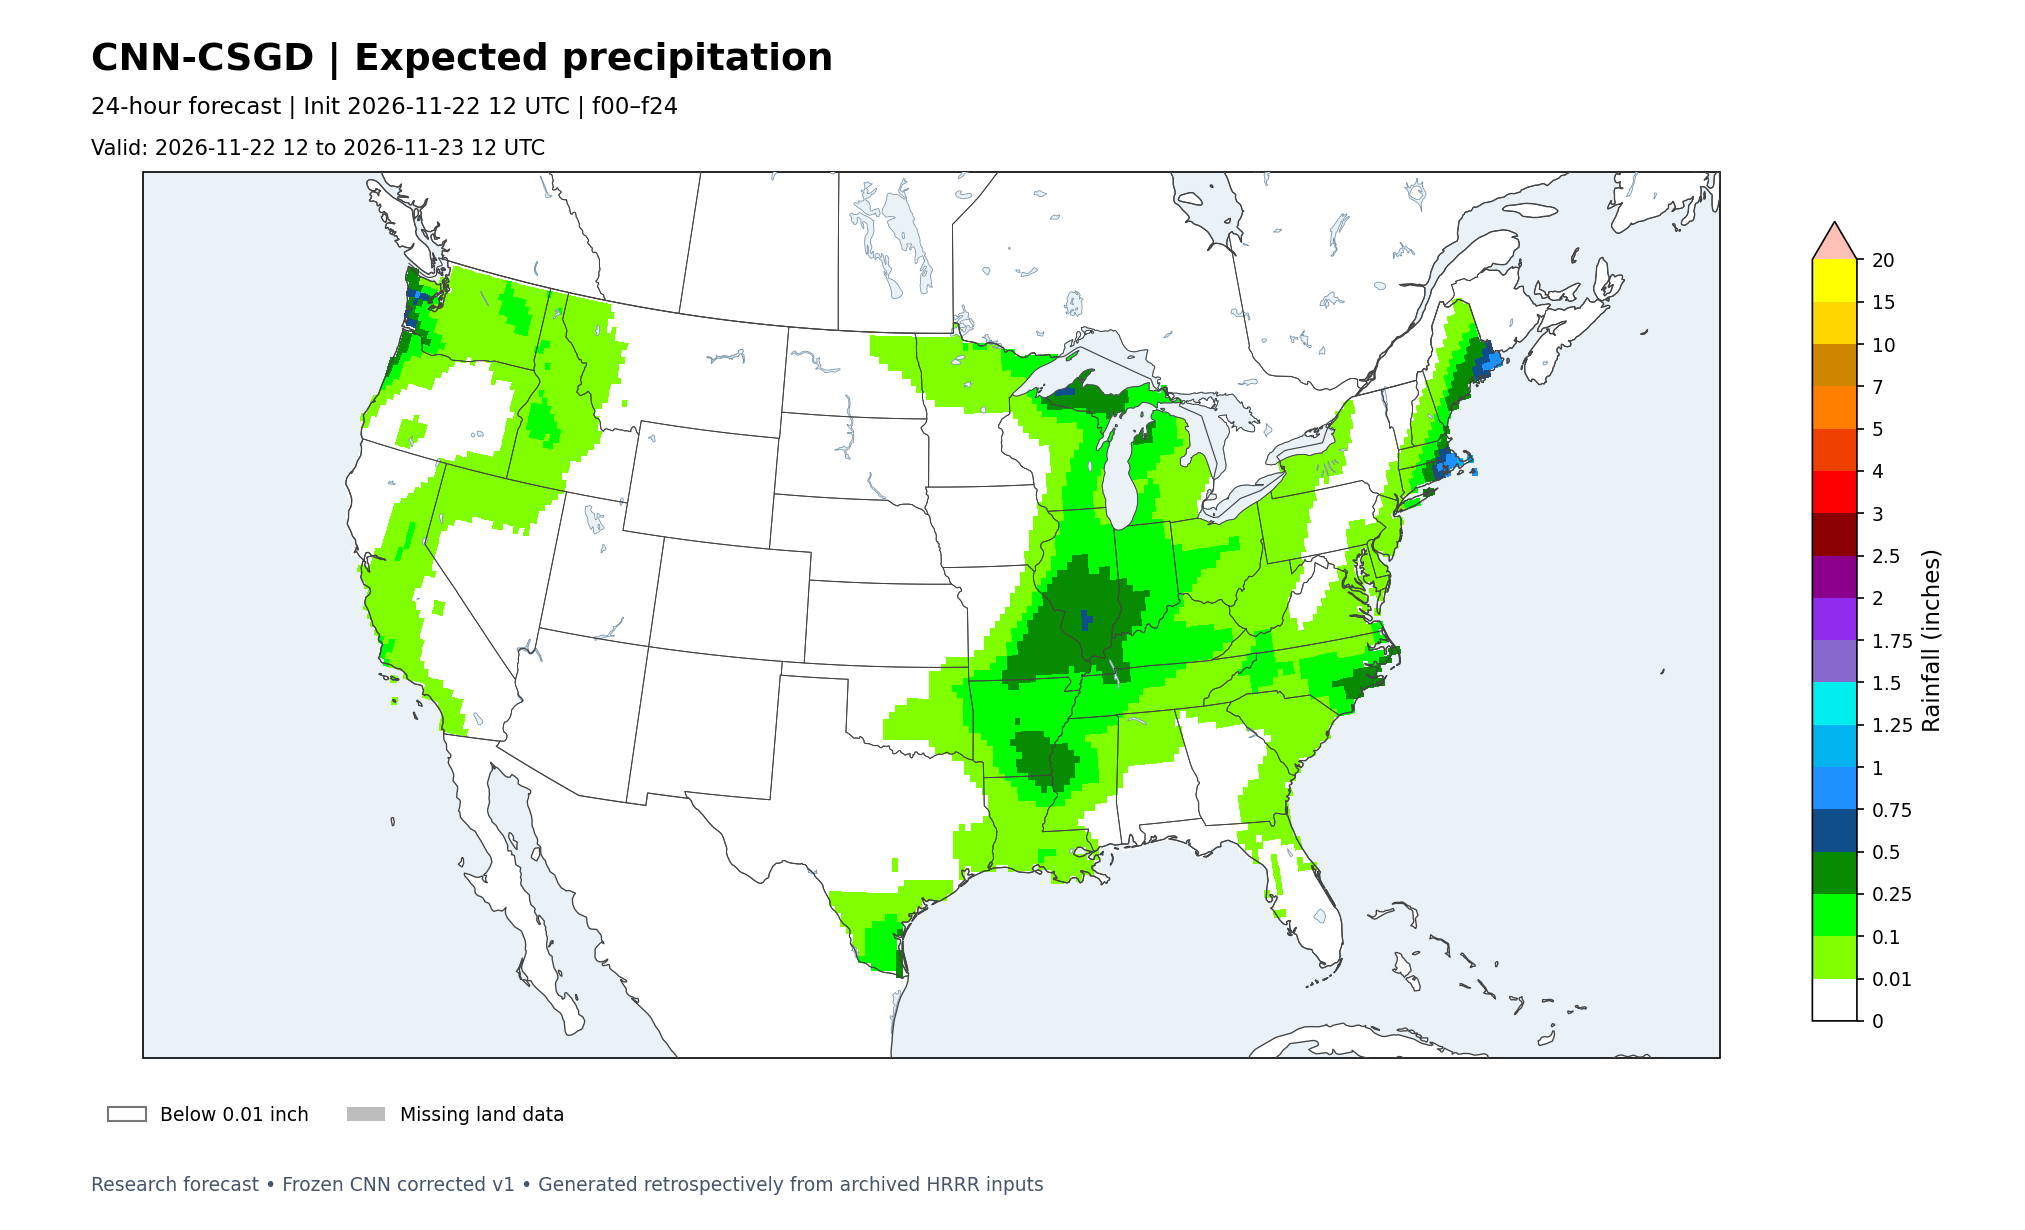 CNN-CSGD | Expected precipitation
24-hour forecast | Init 2026-11-22 12 UTC | f00–f24
Valid: 2026-11-22 12 to 2026-11-23 12 UTC
20
15
10
7
5
4
3
2.5
2
1.75
1.5
1.25
1
0.75
0.5
0.25
0.1
0.01
0
Rainfall (inches)
Below 0.01 inch
Missing land data
Research forecast • Frozen CNN corrected v1 • Generated retrospectively from archived HRRR inputs